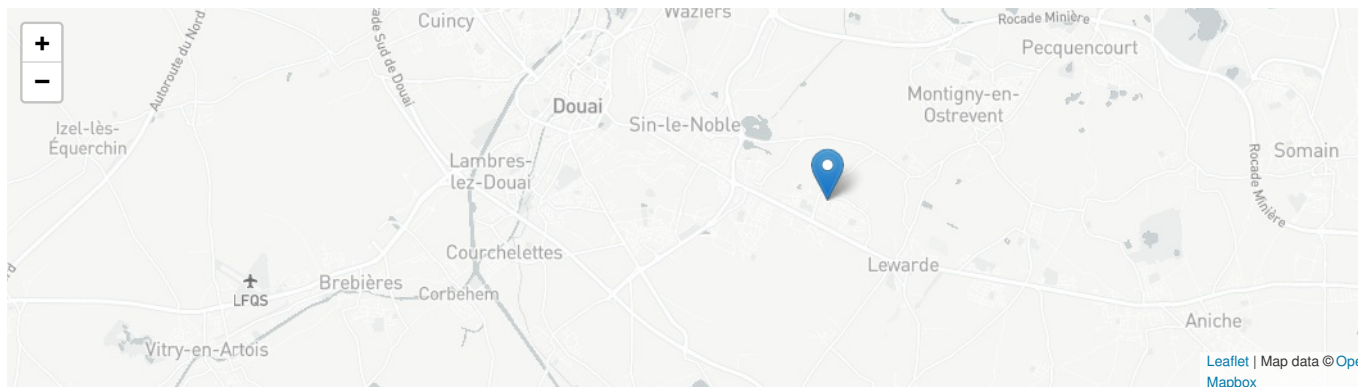 +
−
Autoroute du Nord
ade Sud de Douai
Cuincy
Waziers
Rocade Minière
Pecquencourt
Izel-lès-
Équerchin
Douai
Sin-le-Noble
Montigny-en-
Ostrevent
Lambres-
lez-Douai
Rocade Minière
Somain
Courchelettes
Lewarde
LFQS
Brebières
Corbehem
Vitry-en-Artois
Aniche
Leaflet | Map data © Ope
Mapbox